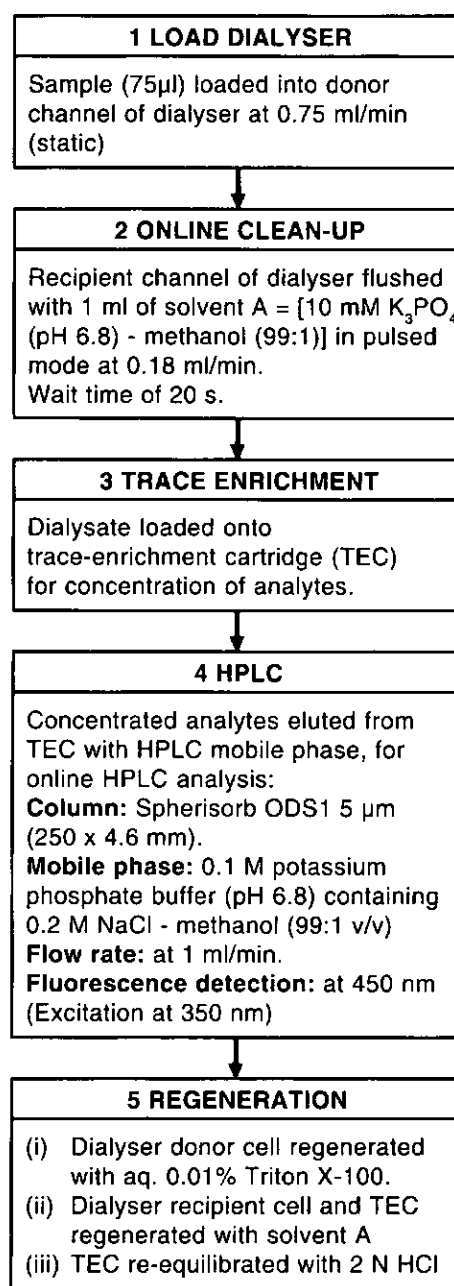 1 LOAD DIALYSER
Sample (75µl) loaded into donor
channel of dialyser at 0.75 ml/min
(static)
2 ONLINE CLEAN-UP
Recipient channel of dialyser flushed
with 1 ml of solvent A = [10 mM K₃PO₄
(pH 6.8) - methanol (99:1)] in pulsed
mode at 0.18 ml/min.
Wait time of 20 s.
3 TRACE ENRICHMENT
Dialysate loaded onto
trace-enrichment cartridge (TEC)
for concentration of analytes.
4 HPLC
Concentrated analytes eluted from
TEC with HPLC mobile phase, for
online HPLC analysis:
Column: Spherisorb ODS1 5 µm
(250 x 4.6 mm).
Mobile phase: 0.1 M potassium
phosphate buffer (pH 6.8) containing
0.2 M NaCl - methanol (99:1 v/v)
Flow rate: at 1 ml/min.
Fluorescence detection: at 450 nm
(Excitation at 350 nm)
5 REGENERATION
(i) Dialyser donor cell regenerated
with aq. 0.01% Triton X-100.
(ii) Dialyser recipient cell and TEC
regenerated with solvent A
(iii) TEC re-equilibrated with 2 N HCl